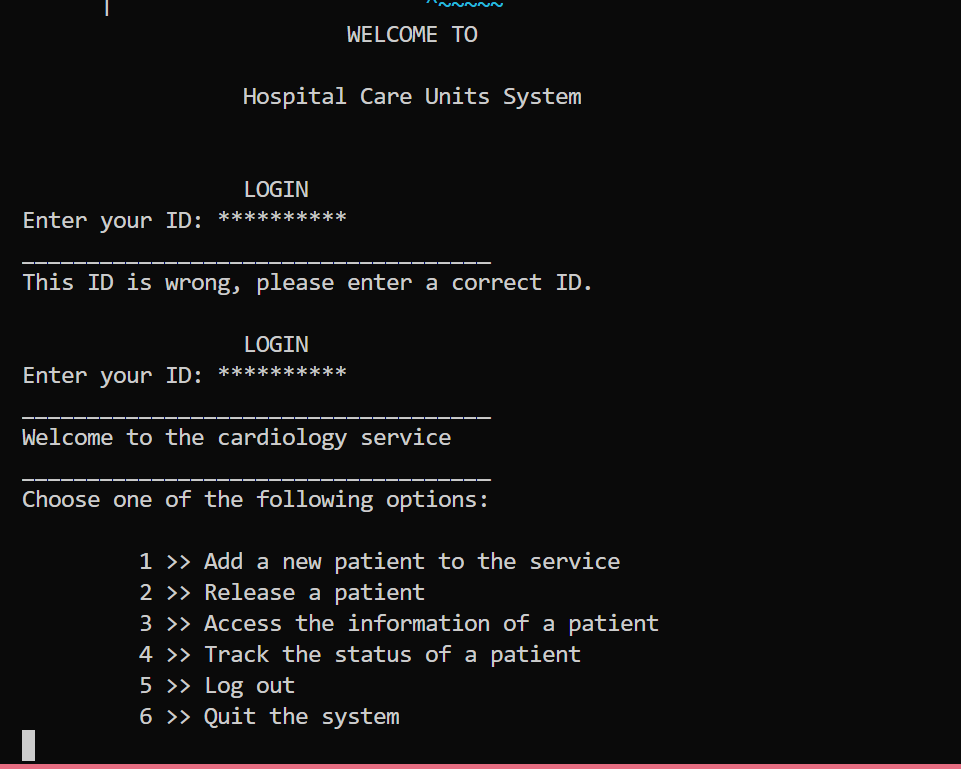 WELCOME TO
Hospital Care Units System
LOGIN
Enter your ID: **********
____________________________________
This ID is wrong, please enter a correct ID.
LOGIN
Enter your ID: **********
____________________________________
Welcome to the cardiology service
____________________________________
Choose one of the following options:
1 >> Add a new patient to the service
2 >> Release a patient
3 >> Access the information of a patient
4 >> Track the status of a patient
5 >> Log out
6 >> Quit the system